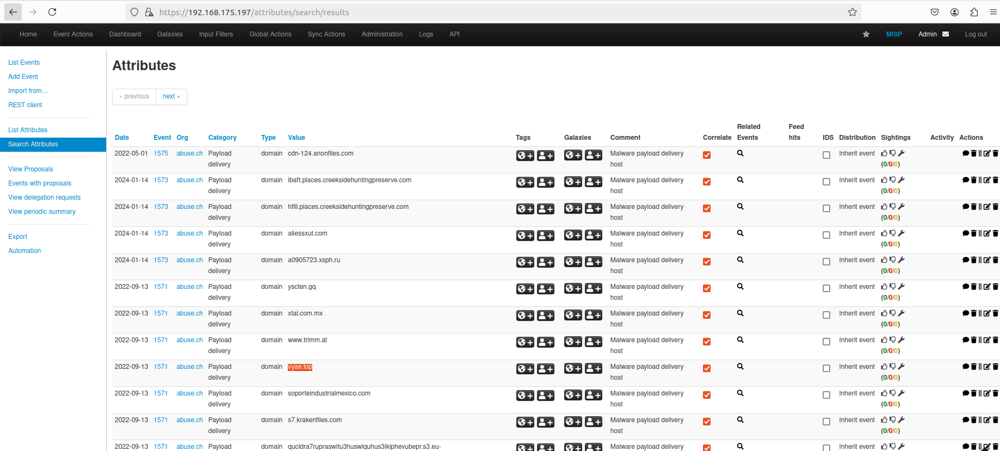 https://192.168.175.197/attributes/search/results
Home Event Actions Dashboard Galaxies Input Filters Global Actions Sync Actions Administration Logs API MISP Admin Log out
List Events
Add Event
Import from…
REST client
List Attributes
Search Attributes
View Proposals
Events with proposals
View delegation requests
View periodic summary
Export
Automation
Attributes
« previous next »
Related Feed
Date Event Org Category Type Value Tags Galaxies Comment Correlate Events hits IDS Distribution Sightings Activity Actions
2022-05-01 1575 abuse.ch Payload domain cdn-124.anonfiles.com Malware payload delivery Inherit event
delivery host (0/0/0)
2024-01-14 1573 abuse.ch Payload domain ibaft.places.creeksidehuntingpreserve.com Malware payload delivery Inherit event
delivery host (0/0/0)
2024-01-14 1573 abuse.ch Payload domain hflll.places.creeksidehuntingpreserve.com Malware payload delivery Inherit event
delivery host (0/0/0)
2024-01-14 1573 abuse.ch Payload domain aliessxut.com Malware payload delivery Inherit event
delivery host (0/0/0)
2024-01-14 1573 abuse.ch Payload domain a0905723.xsph.ru Malware payload delivery Inherit event
delivery host (0/0/0)
2022-09-13 1571 abuse.ch Payload domain yscten.gq Malware payload delivery Inherit event
delivery host (0/0/0)
2022-09-13 1571 abuse.ch Payload domain xtal.com.mx Malware payload delivery Inherit event
delivery host (0/0/0)
2022-09-13 1571 abuse.ch Payload domain www.trimm.at Malware payload delivery Inherit event
delivery host (0/0/0)
2022-09-13 1571 abuse.ch Payload domain vyae.top Malware payload delivery Inherit event
delivery host (0/0/0)
2022-09-13 1571 abuse.ch Payload domain soporteindustrialmexico.com Malware payload delivery Inherit event
delivery host (0/0/0)
2022-09-13 1571 abuse.ch Payload domain s7.krakenfiles.com Malware payload delivery Inherit event
delivery host (0/0/0)
2022-09-13 1571 abuse.ch Payload domain qucldra7rupraswitu3huswlquhus3iklphevubepr.s3.eu- Malware payload delivery Inherit event